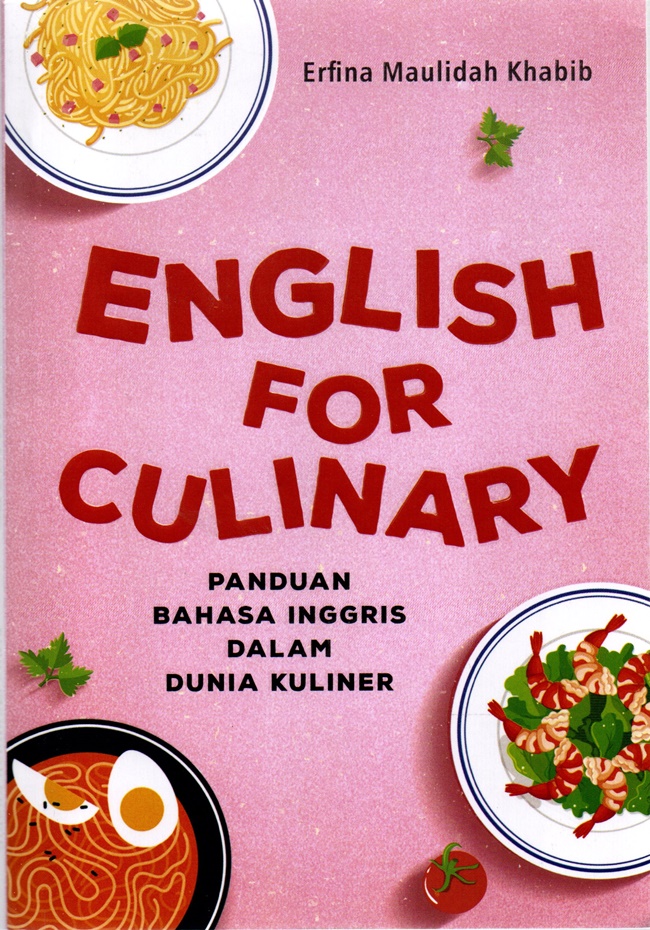 Erfina Maulidah Khabib
ENGLISH
FOR
CULINARY
PANDUAN
BAHASA INGGRIS
DALAM
DUNIA KULINER